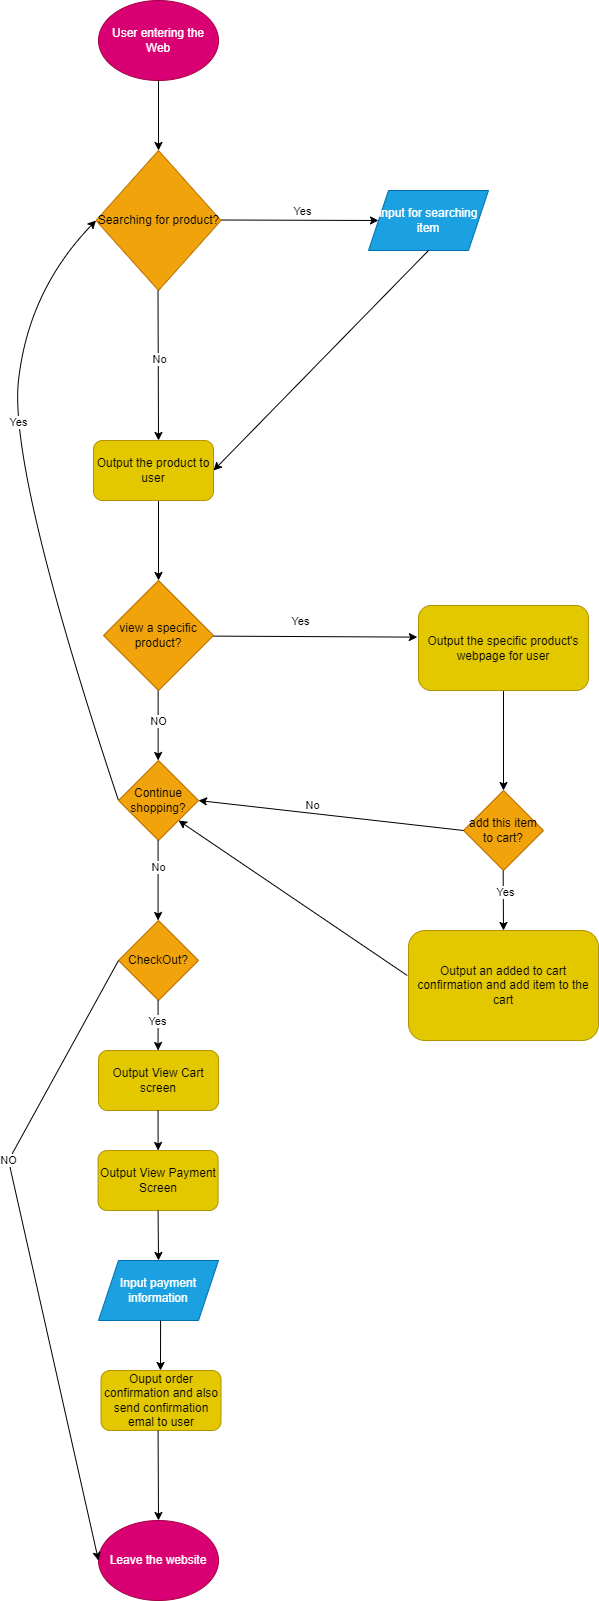 User entering the
Web
Searching for product?
Yes
Input for searching
item
No
Yes
Output the product to
user
view a specific
product?
Yes
Output the specific product's
webpage for user
NO
Continue
shopping?
No
add this item
to cart?
No
Yes
CheckOut?
Output an added to cart
confirmation and add item to the
cart
Yes
Output View Cart
screen
NO
Output View Payment
Screen
Input payment
information
Ouput order
confirmation and also
send confirmation
emal to user
Leave the website